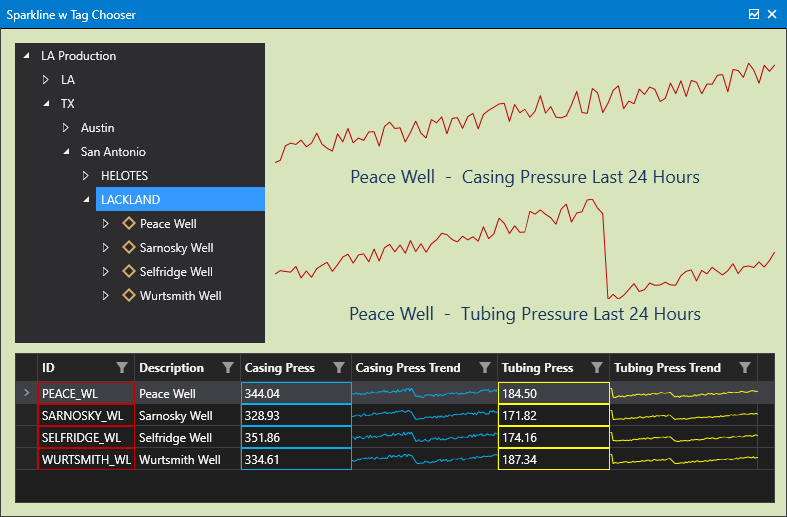 Sparkline w Tag Chooser
LA Production
LA
TX
Austin
San Antonio
HELOTES
LACKLAND
Peace Well
Sarnosky Well
Selfridge Well
Wurtsmith Well
Peace Well - Casing Pressure Last 24 Hours
Peace Well - Tubing Pressure Last 24 Hours
ID Description Casing Press Casing Press Trend Tubing Press Tubing Press Trend
PEACE_WL Peace Well 344.04 184.50
SARNOSKY_WL Sarnosky Well 328.93 171.82
SELFRIDGE_WL Selfridge Well 351.86 174.16
WURTSMITH_WL Wurtsmith Well 334.61 187.34